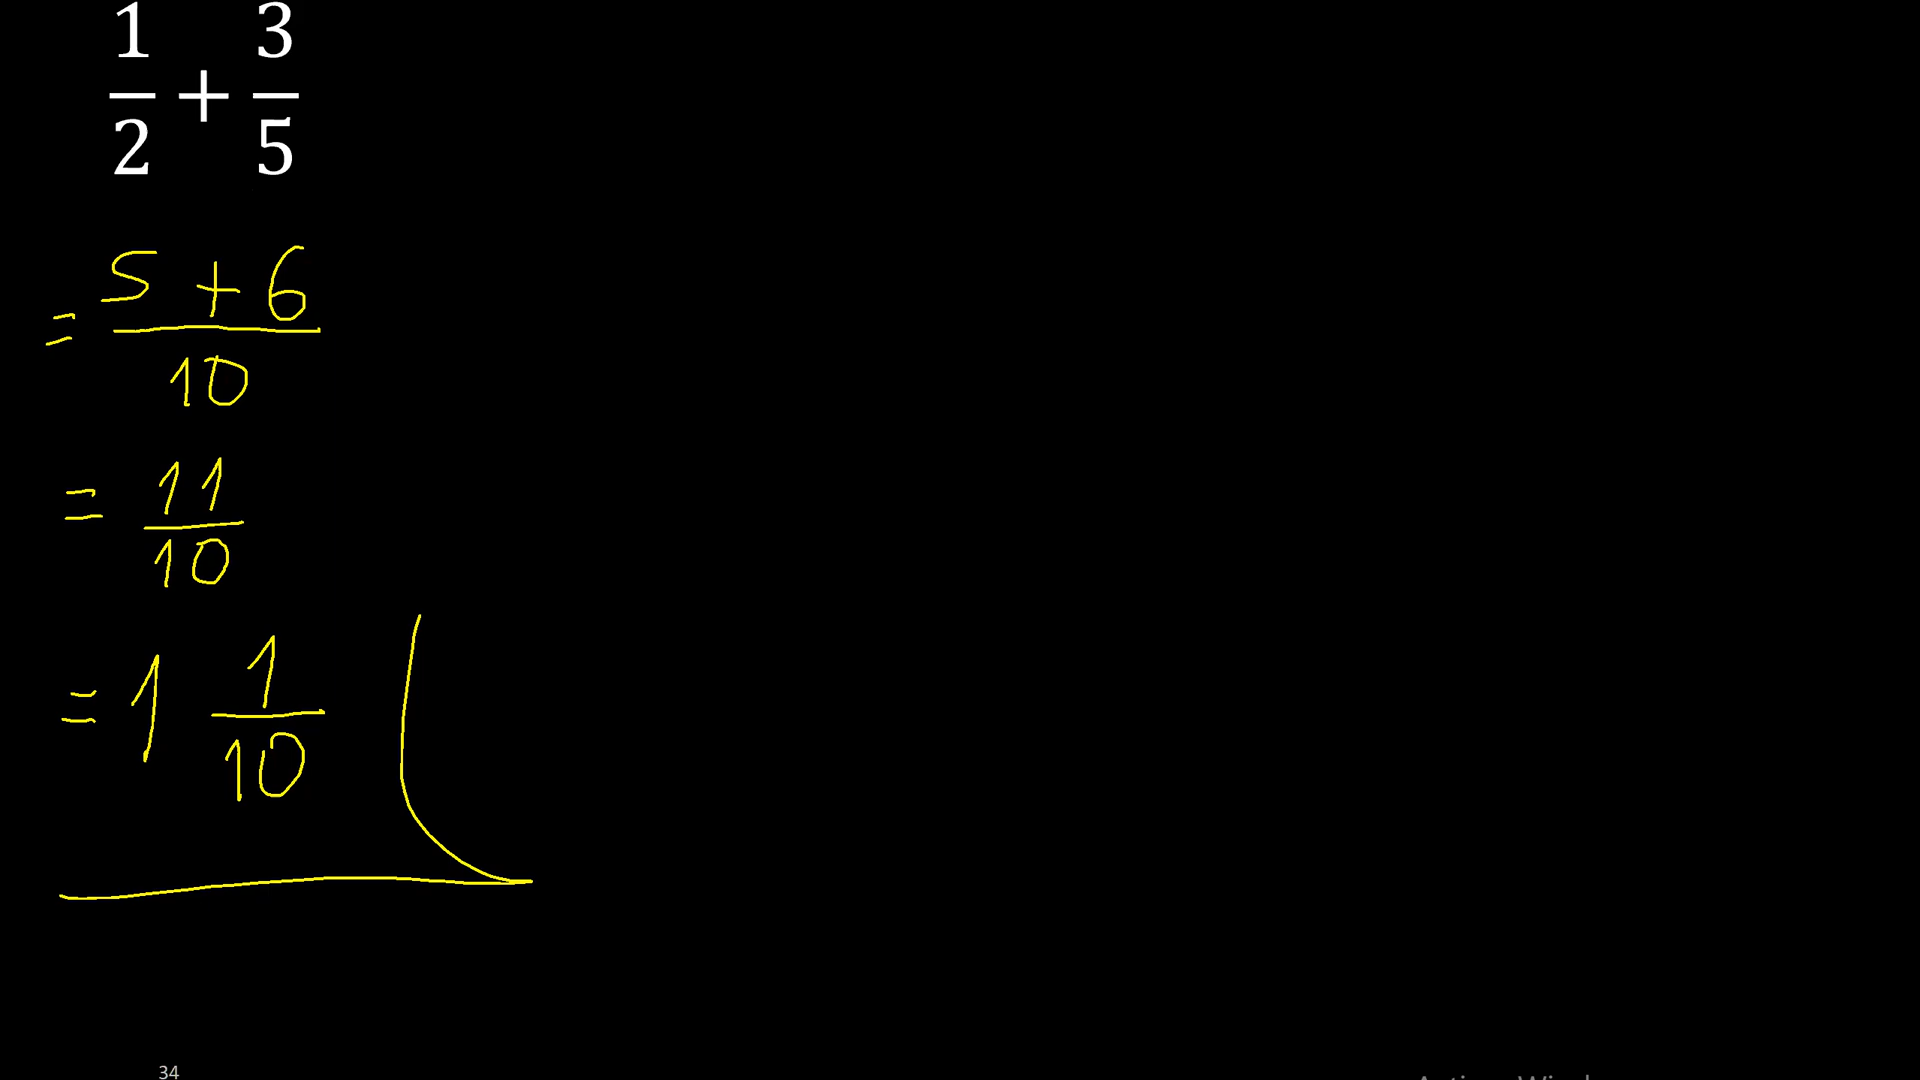 1/2 + 3/5
= (5 + 6)/10
= 11/10
= 1 1/10
34